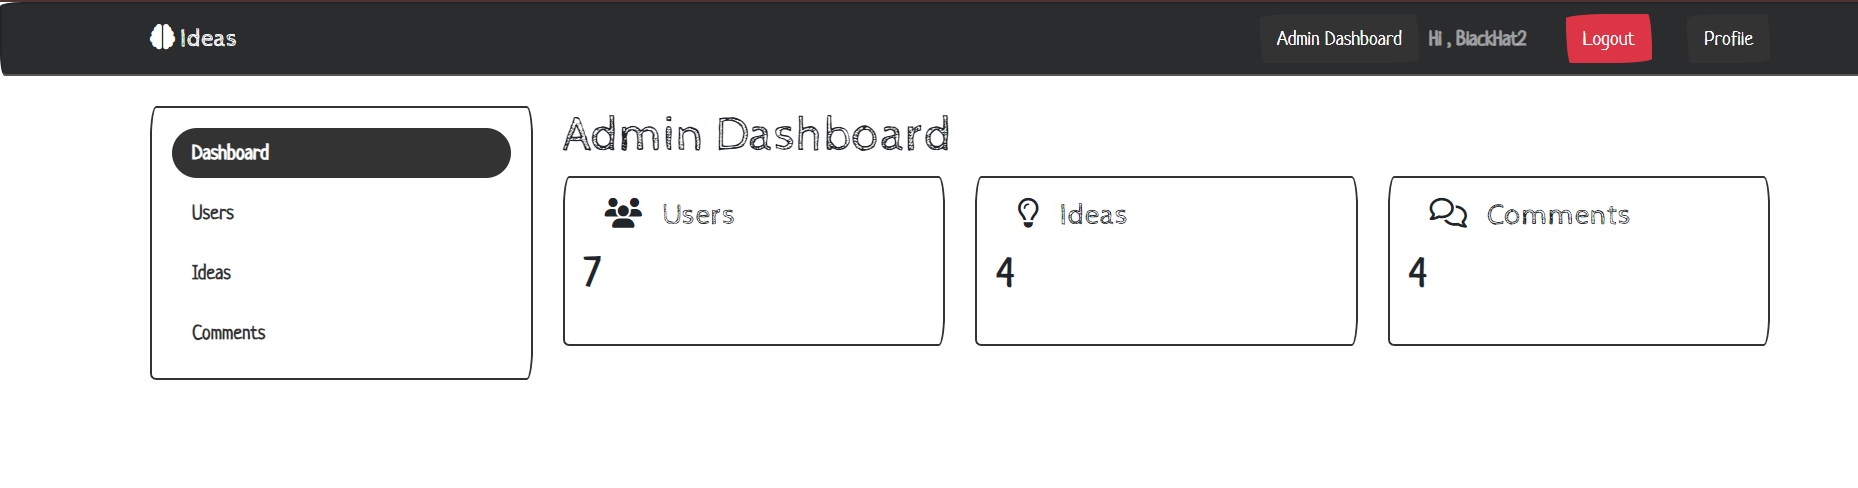 Ideas
Admin Dashboard
Hi , BlackHat2
Logout
Profile
Dashboard
Users
Ideas
Comments
Admin Dashboard
Users
7
Ideas
4
Comments
4